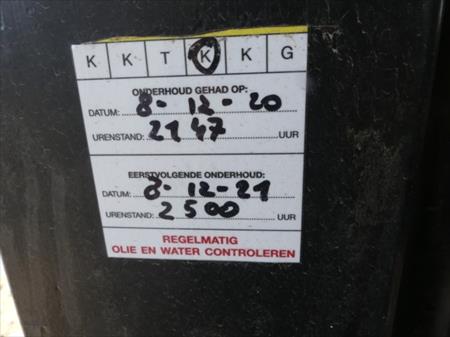 K K T K K G
ONDERHOUD GEHAD OP:
DATUM: 8-12-20
URENSTAND: 2147 UUR
EERSTVOLGENDE ONDERHOUD:
DATUM: 8-12-21
URENSTAND: 2500 UUR
REGELMATIG
OLIE EN WATER CONTROLEREN